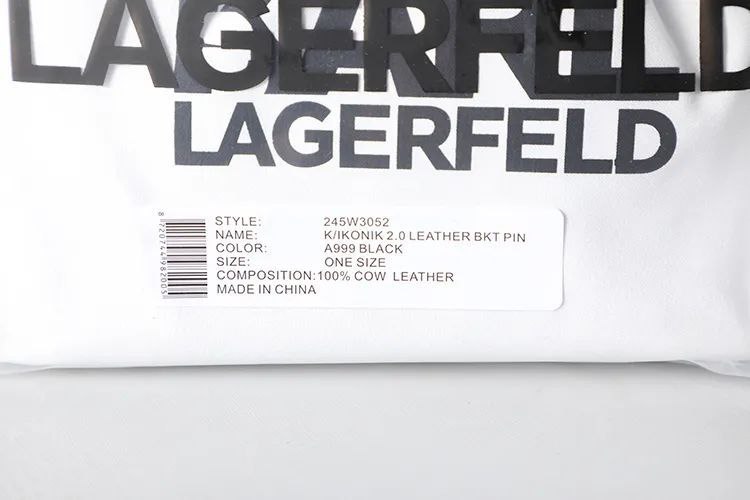 LAGERFELD
LAGERFELD
STYLE: 245W3052
NAME: K/IKONIK 2.0 LEATHER BKT PIN
COLOR: A999 BLACK
SIZE: ONE SIZE
COMPOSITION:100% COW LEATHER
MADE IN CHINA
8720744982005